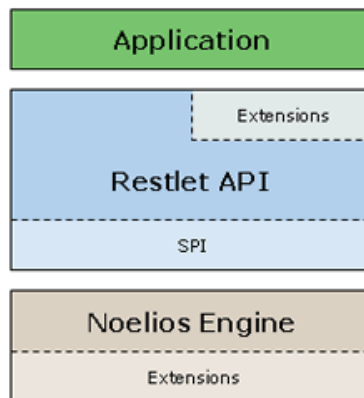 Application
Extensions
Restlet API
SPI
Noelios Engine
Extensions